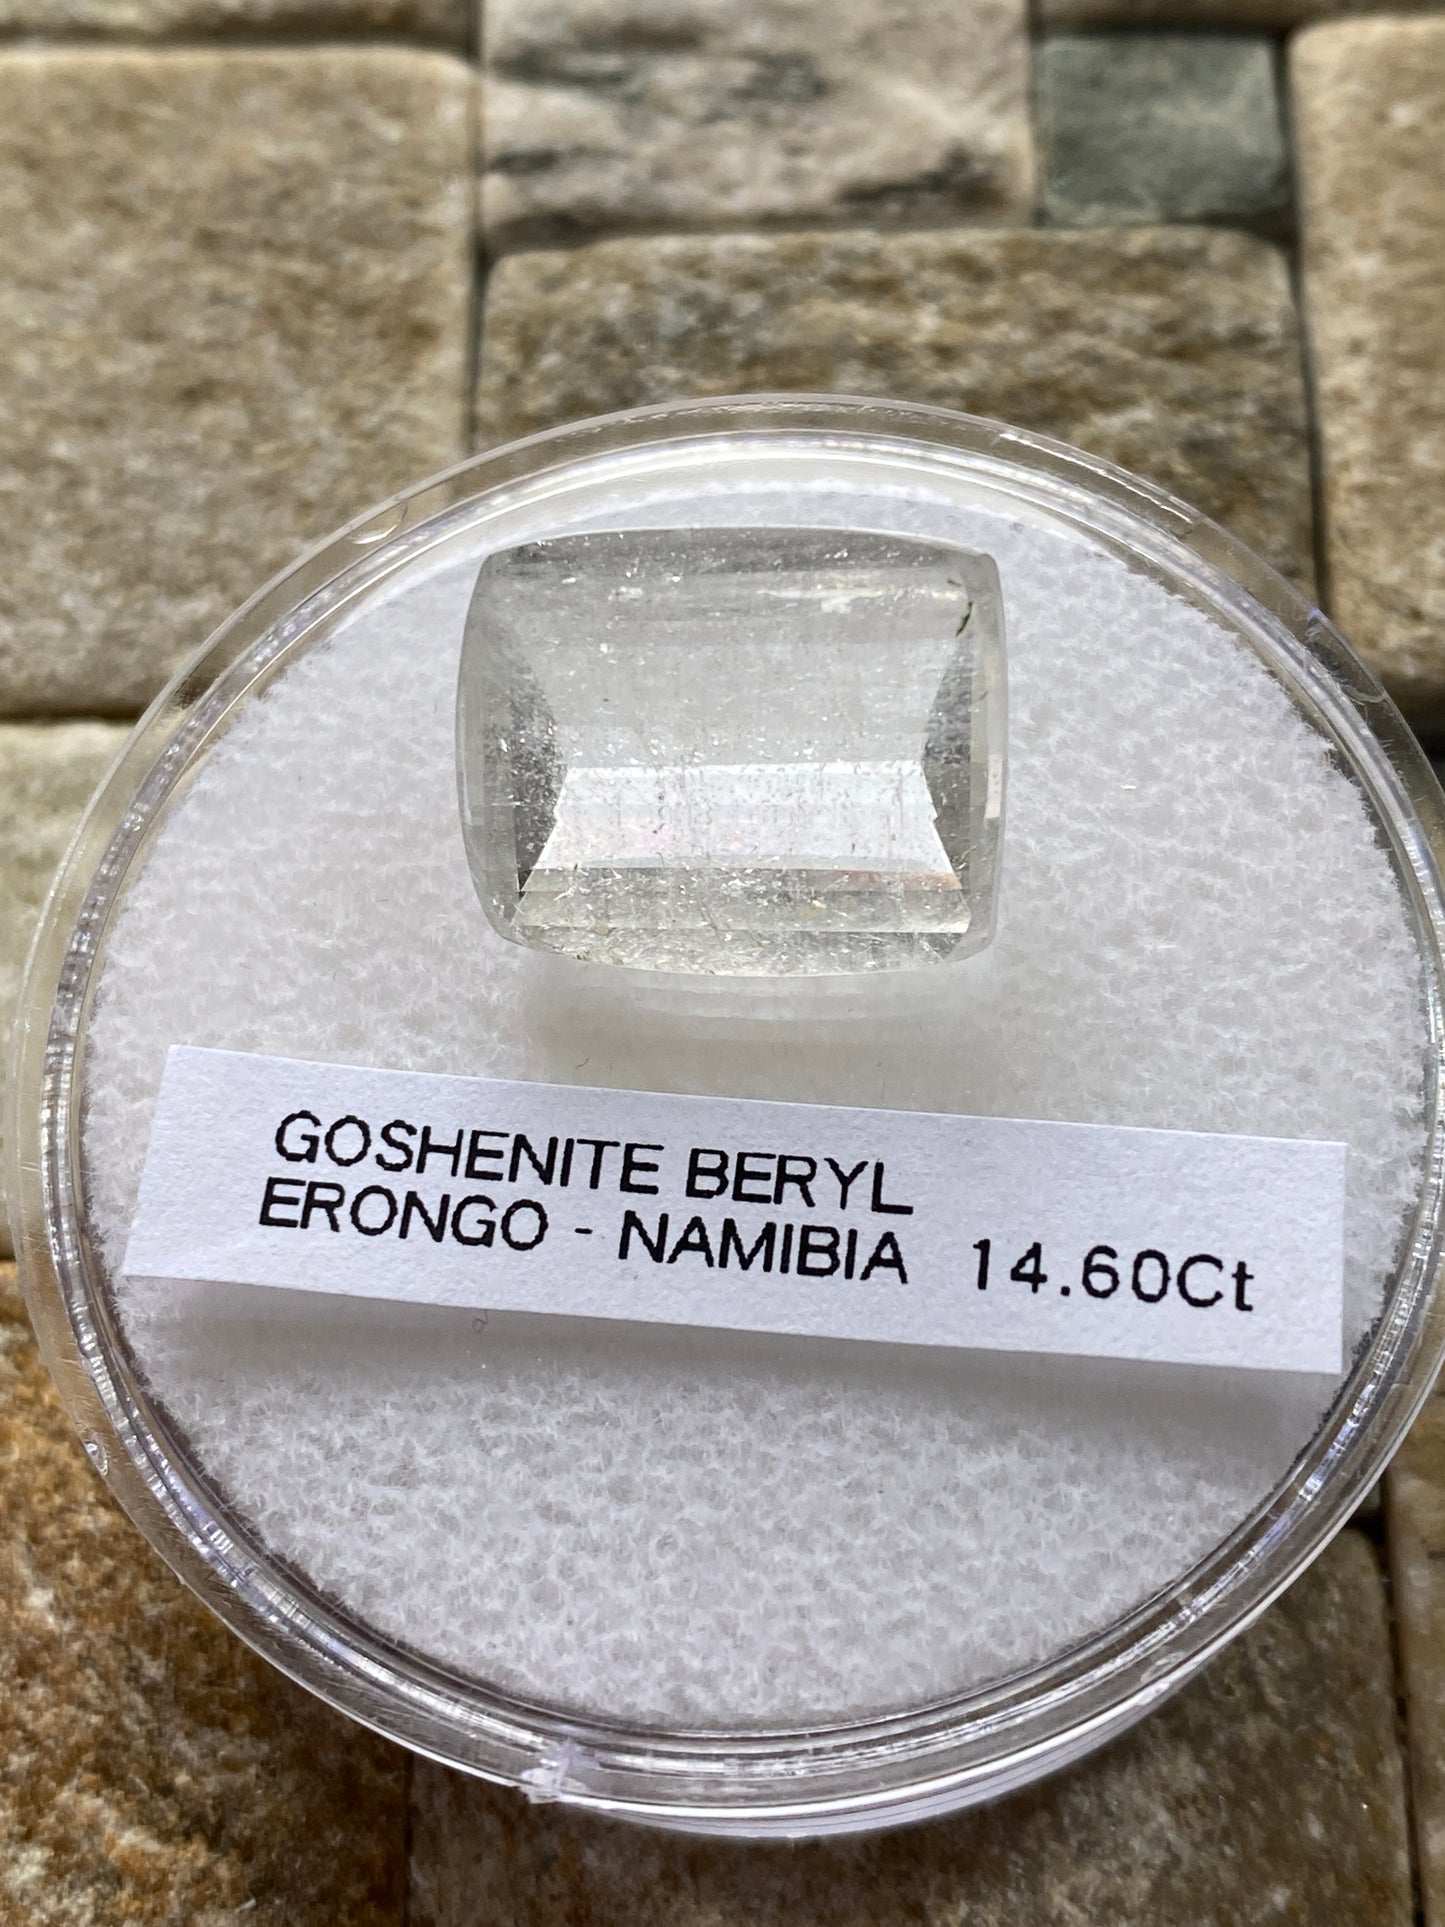 GOSHENITE BERYL
ERONGO - NAMIBIA 14.60Ct